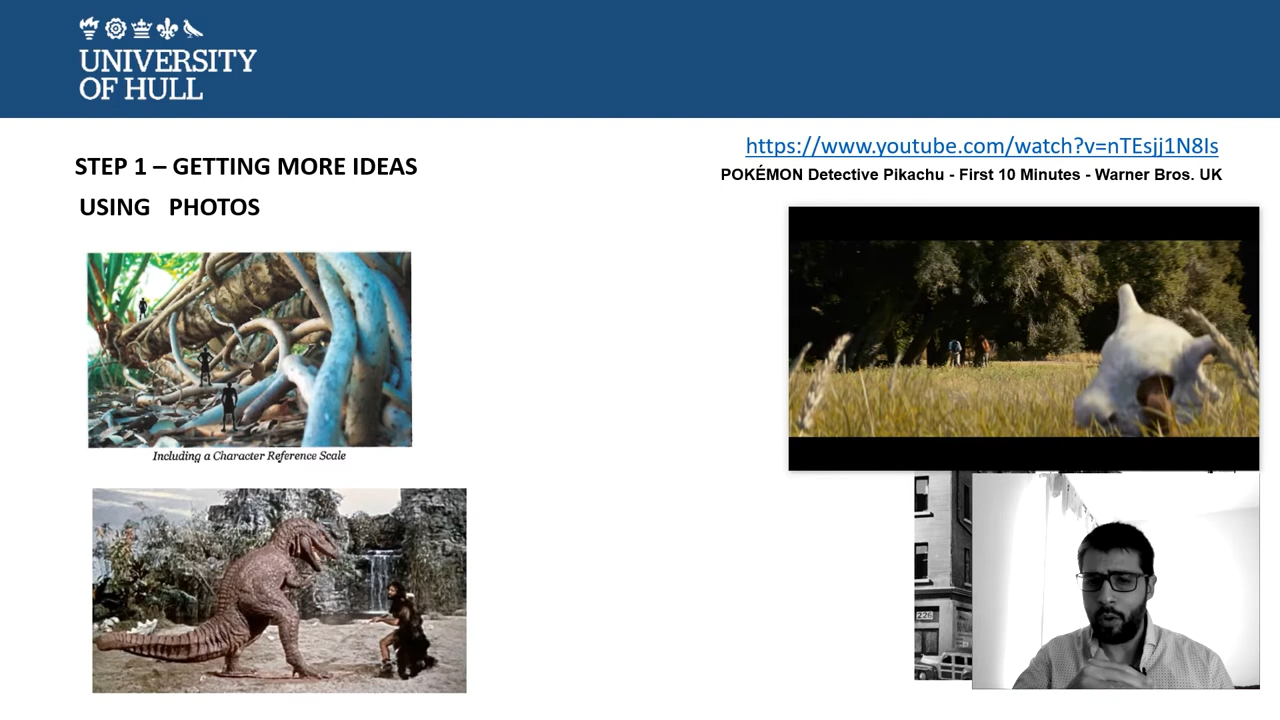 UNIVERSITY
OF HULL
STEP 1 – GETTING MORE IDEAS
USING PHOTOS
https://www.youtube.com/watch?v=nTEsjj1N8Is
POKÉMON Detective Pikachu - First 10 Minutes - Warner Bros. UK
Including a Character Reference Scale
226